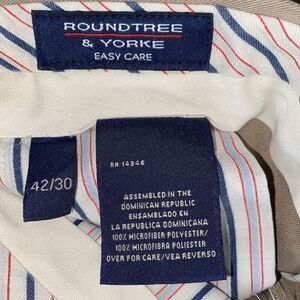 ROUNDTREE
& YORKE
EASY CARE
42/30
RN 14946
ASSEMBLED IN THE
DOMINICAN REPUBLIC
ENSAMBLADO EN
LA REPUBLICA DOMINICANA
100% MICROFIBER POLYESTER/
100% MICROFIBRA POLIESTER
OVER FOR CARE/VEA REVERSO